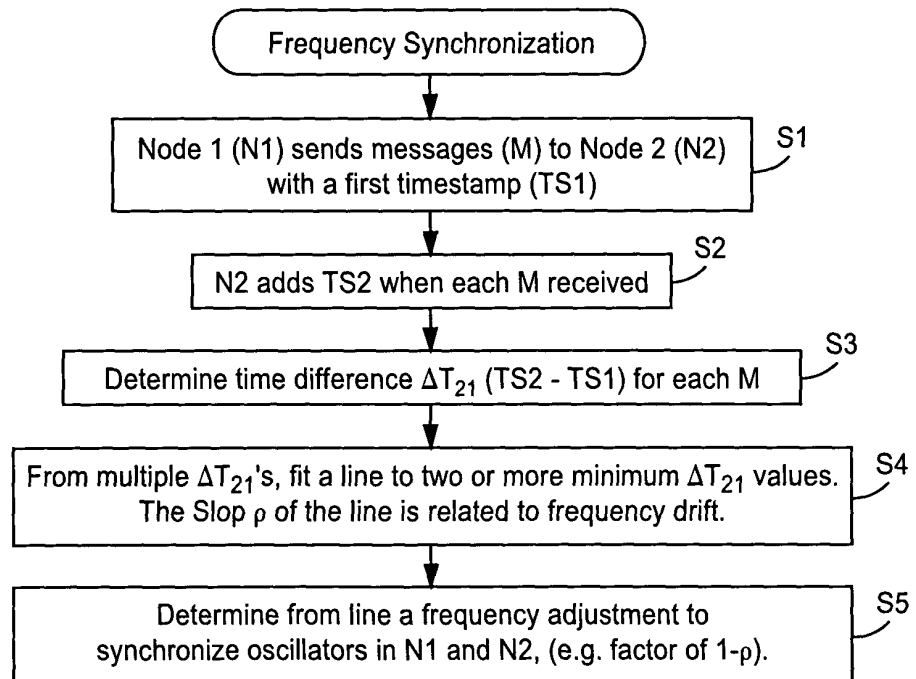 Frequency Synchronization
Node 1 (N1) sends messages (M) to Node 2 (N2)
with a first timestamp (TS1)
S1
N2 adds TS2 when each M received
S2
Determine time difference ΔT₂₁ (TS2 - TS1) for each M
S3
From multiple ΔT₂₁'s, fit a line to two or more minimum ΔT₂₁ values.
The Slop ρ of the line is related to frequency drift.
S4
Determine from line a frequency adjustment to
synchronize oscillators in N1 and N2, (e.g. factor of 1-ρ).
S5